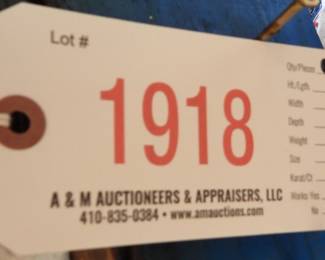 Lot #
1918
A & M AUCTIONEERS & APPRAISERS, LLC
410-835-0384 • www.amauctions.com
Qty/Pieces
Ht./Lgth.
Width
Depth
Weight
Size
Karat/Ct
Works: Yes
No